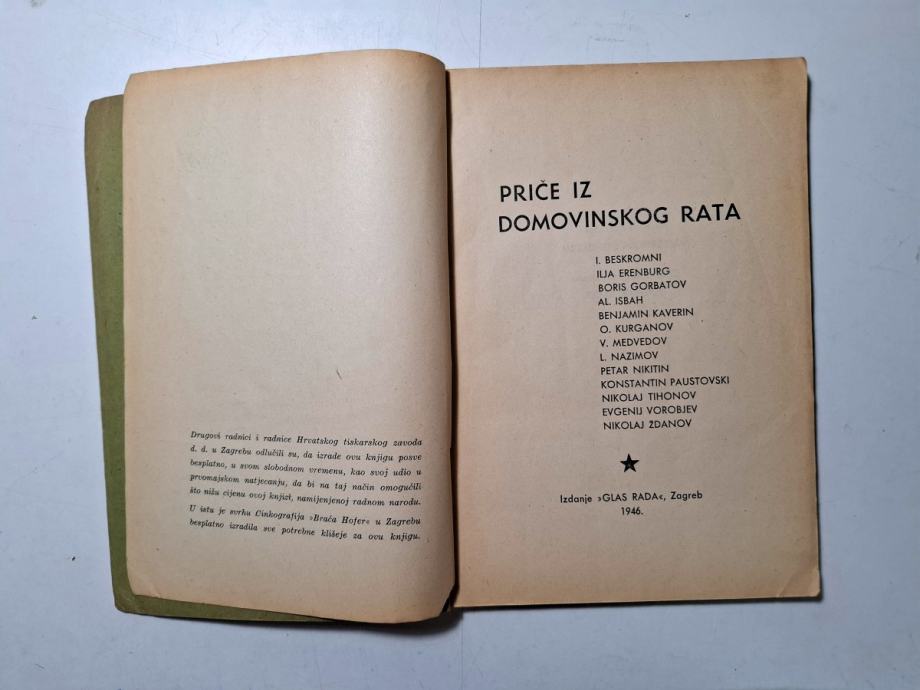 Drugovi radnici i radnice Hrvatskog tiskarskog zavoda
d. d. u Zagrebu odlučili su, da izrade ovu knjigu posve
besplatno, u svom slobodnom vremenu, kao svoj udio u
prvomajskom natjecanju, da bi na taj način omogućili
što nižu cijenu ovoj knjizi, namijenjenoj radnom narodu.
U istu je svrhu Cinkografija »Braća Hofer« u Zagrebu
besplatno izradila sve potrebne klišeje za ovu knjigu.
PRIČE IZ
DOMOVINSKOG RATA
I. BESKROMNI
ILJA ERENBURG
BORIS GORBATOV
AL. ISBAH
BENJAMIN KAVERIN
O. KURGANOV
V. MEDVEDOV
L. NAZIMOV
PETAR NIKITIN
KONSTANTIN PAUSTOVSKI
NIKOLAJ TIHONOV
EVGENIJ VOROBJEV
NIKOLAJ ŽDANOV
Izdanje »GLAS RADA«, Zagreb
1946.